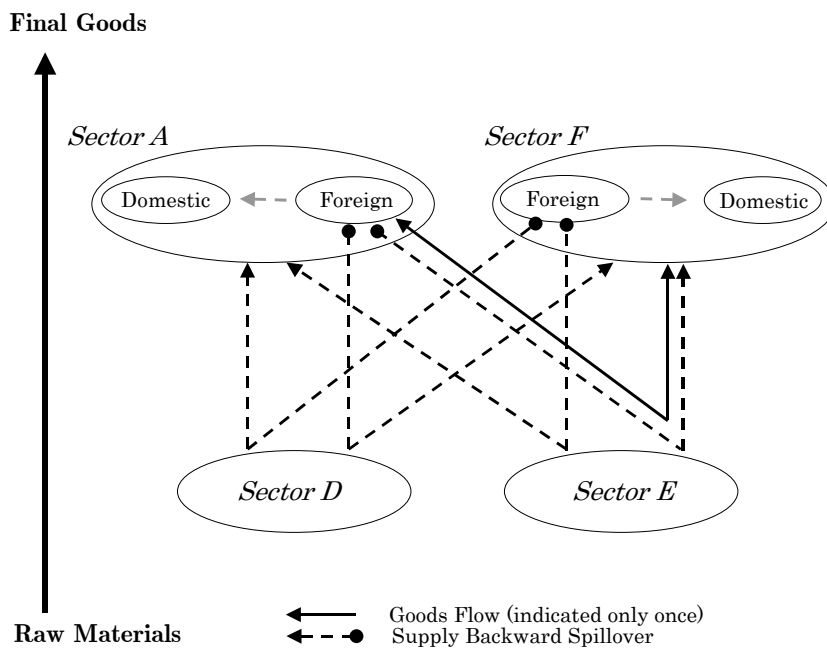 Final Goods
Sector A
Sector F
Domestic
Foreign
Foreign
Domestic
Sector D
Sector E
Raw Materials
Goods Flow (indicated only once)
Supply Backward Spillover